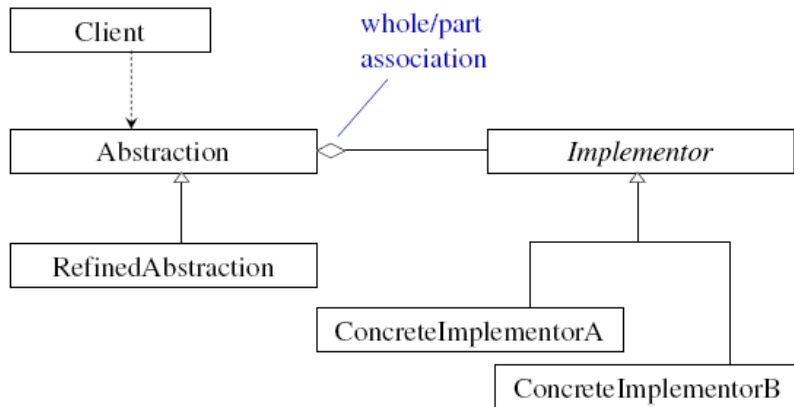 Client
whole/part
association
Abstraction
Implementor
RefinedAbstraction
ConcreteImplementorA
ConcreteImplementorB